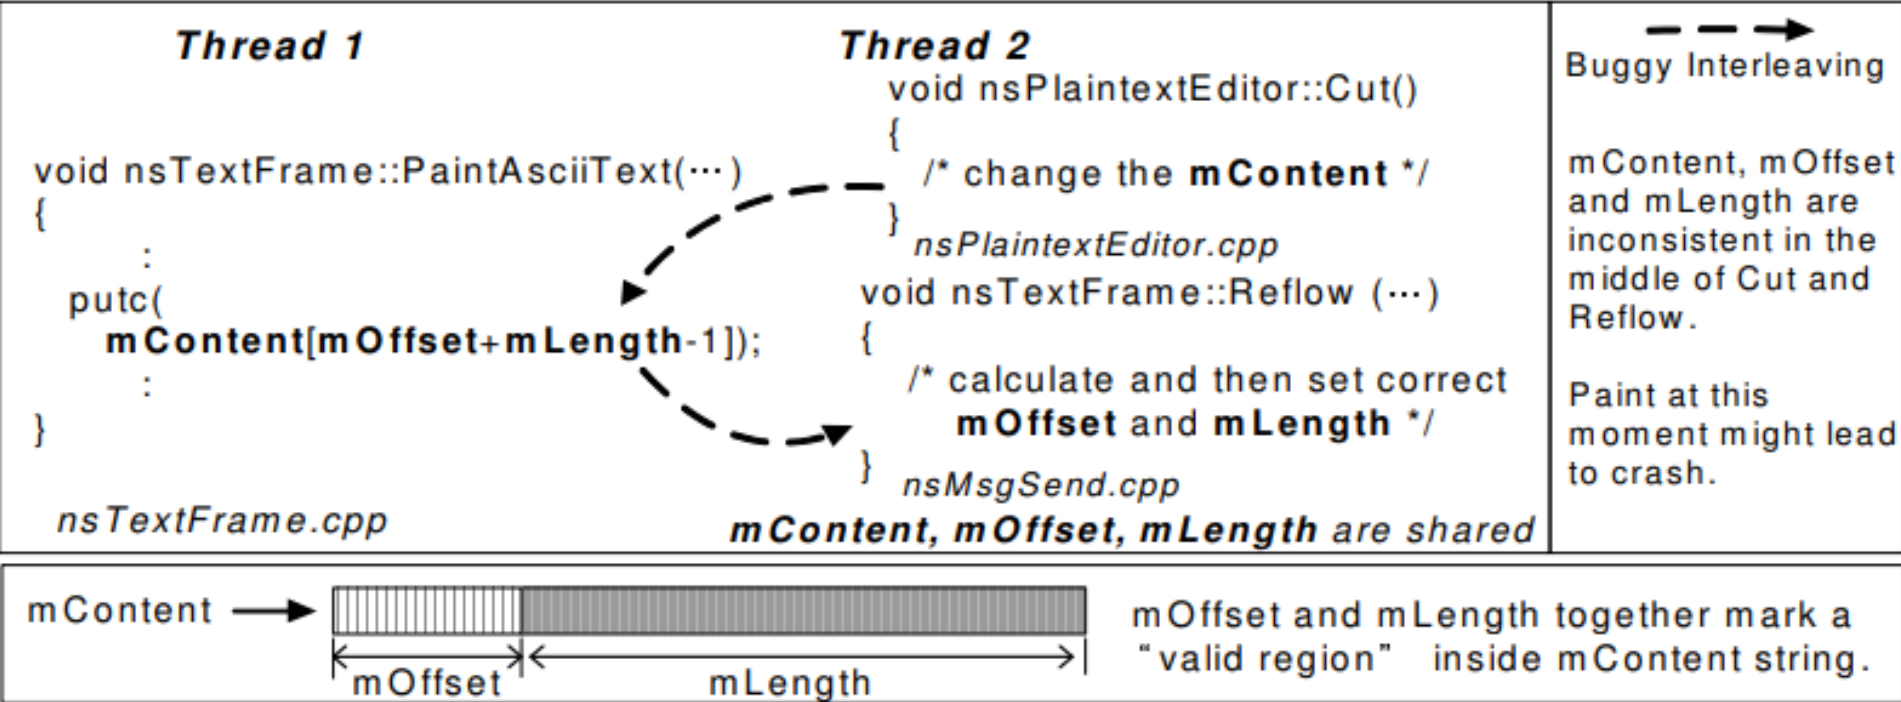 Thread 1
void nsTextFrame::PaintAsciiText(⋯)
{
:
putc(
mContent[mOffset+mLength-1]);
:
}
nsTextFrame.cpp
Thread 2
void nsPlaintextEditor::Cut()
{
/* change the mContent */
}
nsPlaintextEditor.cpp
void nsTextFrame::Reflow (⋯)
{
/* calculate and then set correct
mOffset and mLength */
}
nsMsgSend.cpp
mContent, mOffset, mLength are shared
Buggy Interleaving
mContent, mOffset
and mLength are
inconsistent in the
middle of Cut and
Reflow.
Paint at this
moment might lead
to crash.
mContent
mOffset
mLength
mOffset and mLength together mark a
“valid region” inside mContent string.